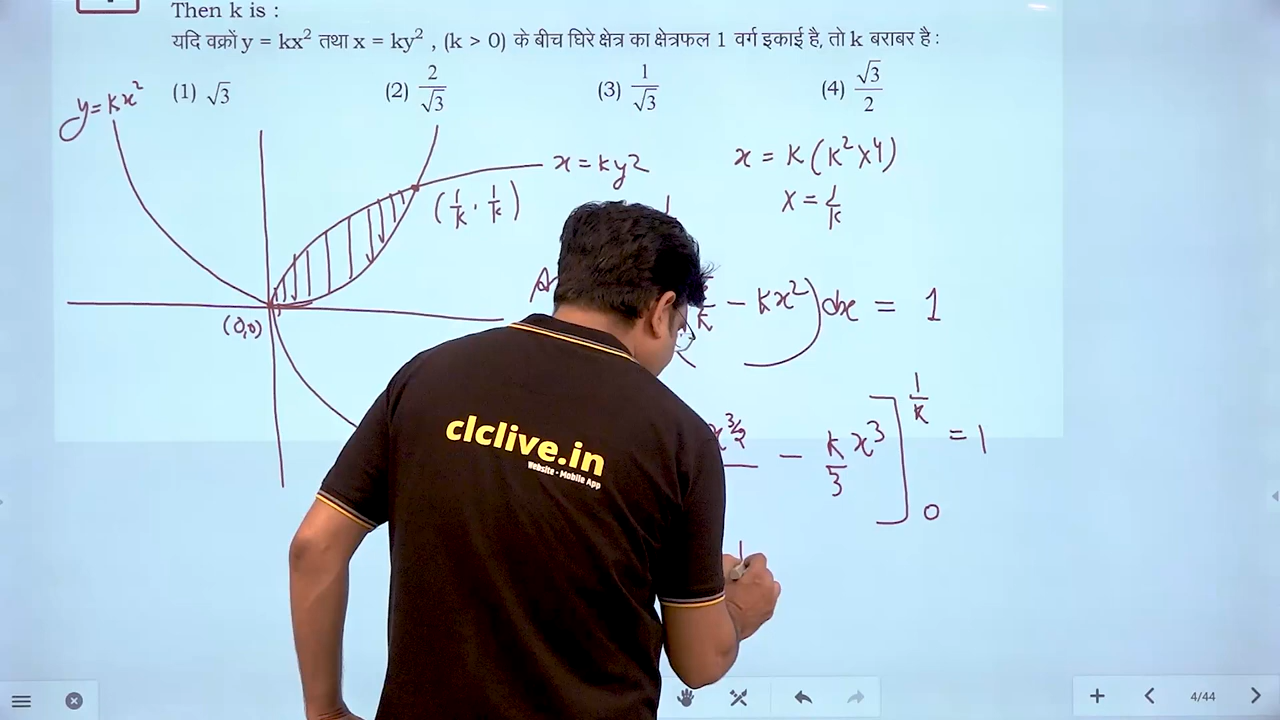 Then k is :
यदि वक्रों y = kx² तथा x = ky² , (k > 0) के बीच घिरे क्षेत्र का क्षेत्रफल 1 वर्ग इकाई है, तो k बराबर है :
(1) √3 (2) 2/√3 (3) 1/√3 (4) √3/2
y=kx²
x=ky2
x = K(K²x4)
(1/k, 1/k)
x = 1/k
- Kx²)dx = 1
(0,0)
x^3/2 - K/3 x³]
1/k
= 1
0
clclive.in
Website - Mobile App
4/44